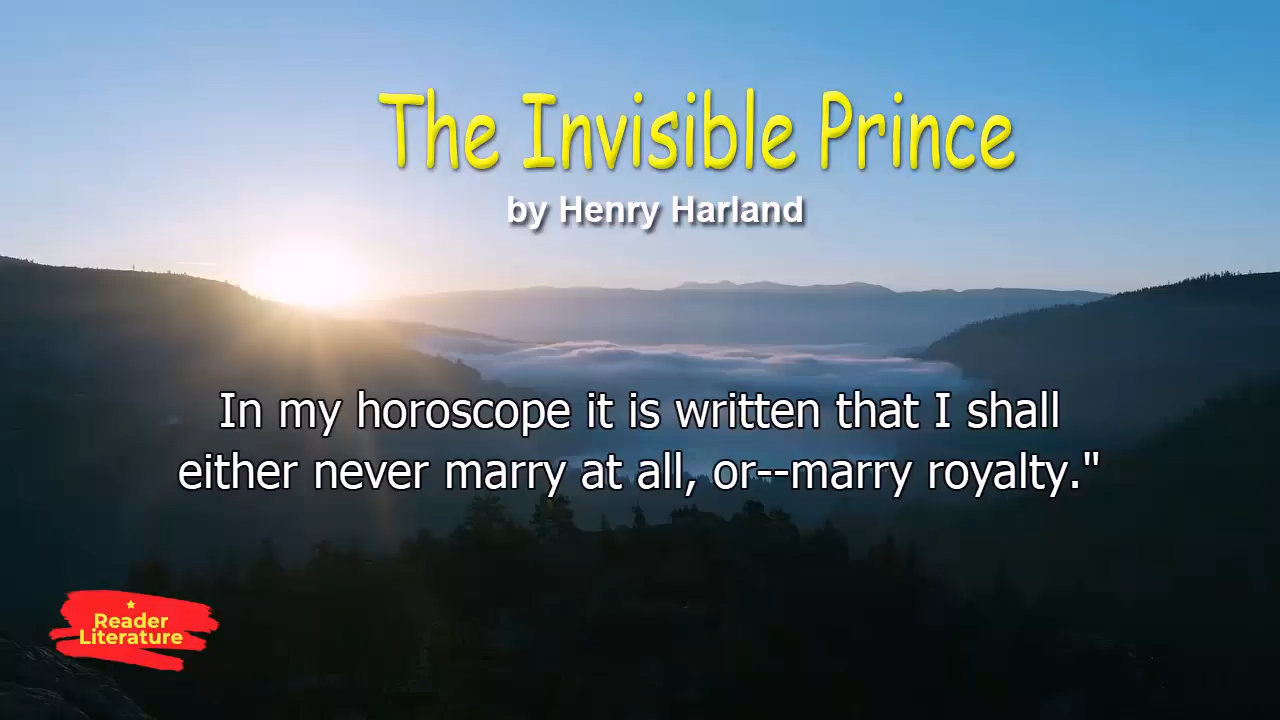 The Invisible Prince
by Henry Harland
In my horoscope it is written that I shall
either never marry at all, or--marry royalty."
Reader
Literature